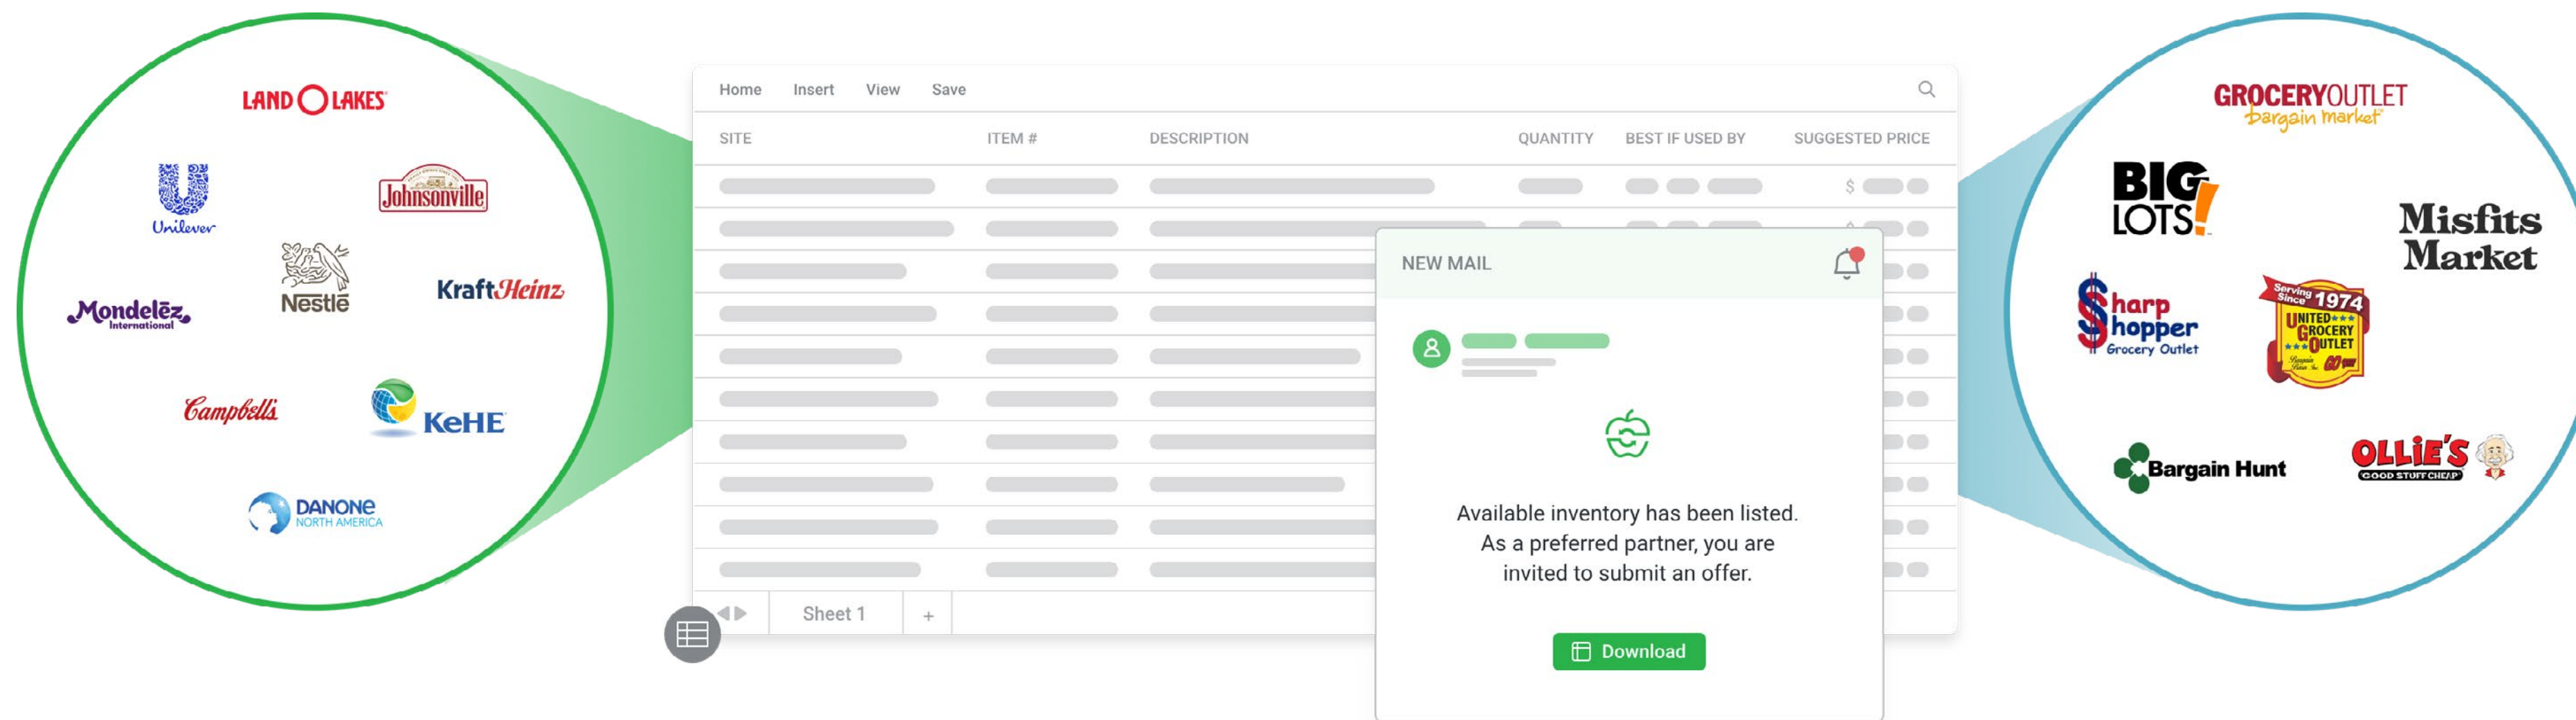 LAND O LAKES
Unilever
Johnsonville
Nestlé
Mondelēz
International
KraftHeinz
Campbell's
KeHE
DANONE
NORTH AMERICA
Home Insert View Save
SITE ITEM # DESCRIPTION QUANTITY BEST IF USED BY SUGGESTED PRICE
$
Sheet 1 +
NEW MAIL
Available inventory has been listed.
As a preferred partner, you are
invited to submit an offer.
Download
GROCERYOUTLET
bargain market
BIG
LOTS!
Misfits
Market
Sharp
Shopper
Grocery Outlet
Serving
Since 1974
UNITED
GROCERY
OUTLET
Bargain Hunt
OLLiE'S
GOOD STUFF CHEAP